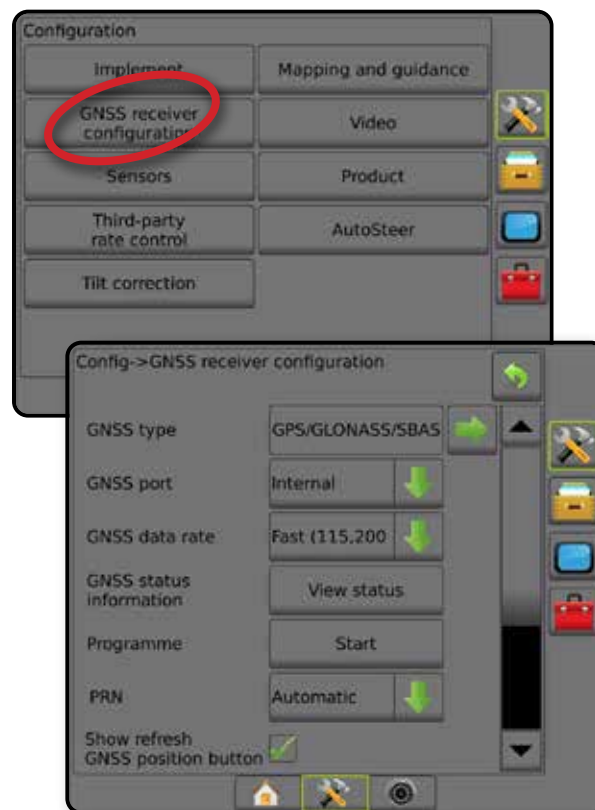 Configuration
Implement
Mapping and guidance
GNSS receiver
configuration
Video
Sensors
Product
Third-party
rate control
AutoSteer
Tilt correction
Config->GNSS receiver configuration
GNSS type
GPS/GLONASS/SBAS
GNSS port
Internal
GNSS data rate
Fast (115,200
GNSS status
information
View status
Programme
Start
PRN
Automatic
Show refresh
GNSS position button